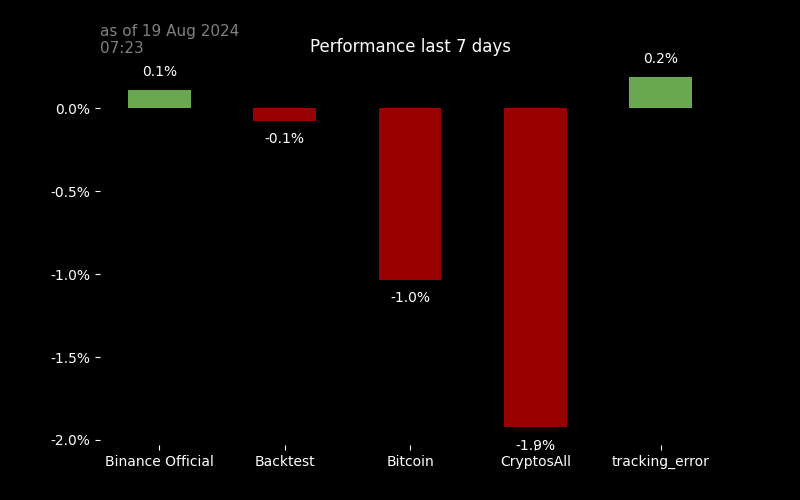 as of 19 Aug 2024
07:23
Performance last 7 days
0.1%
0.2%
0.0%
-0.1%
-0.5%
-1.0%
-1.0%
-1.5%
-2.0%
-1.9%
Binance Official
Backtest
Bitcoin
CryptosAll
tracking_error